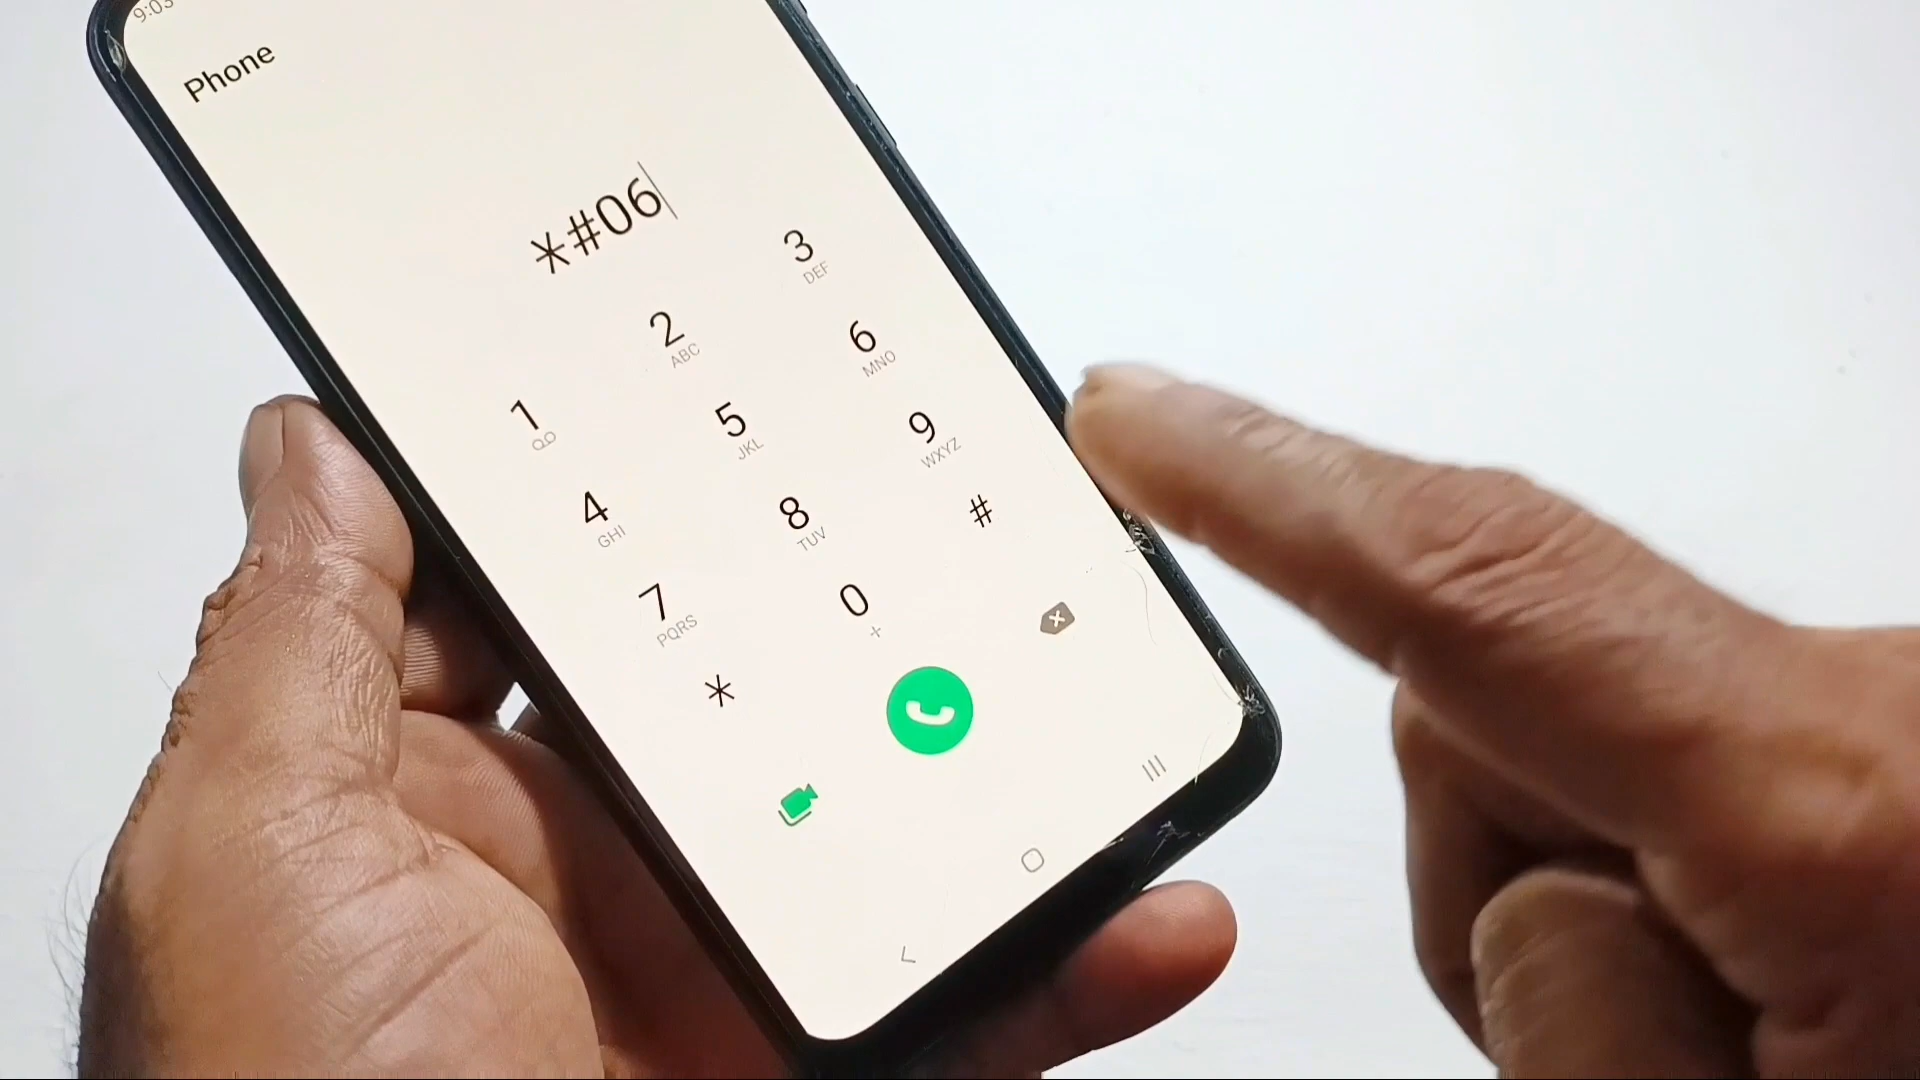 9:03
Phone
*#06
1 2 3
ABC DEF
4 5 6
GHI JKL MNO
7 8 9
PQRS TUV WXYZ
* 0 #
+